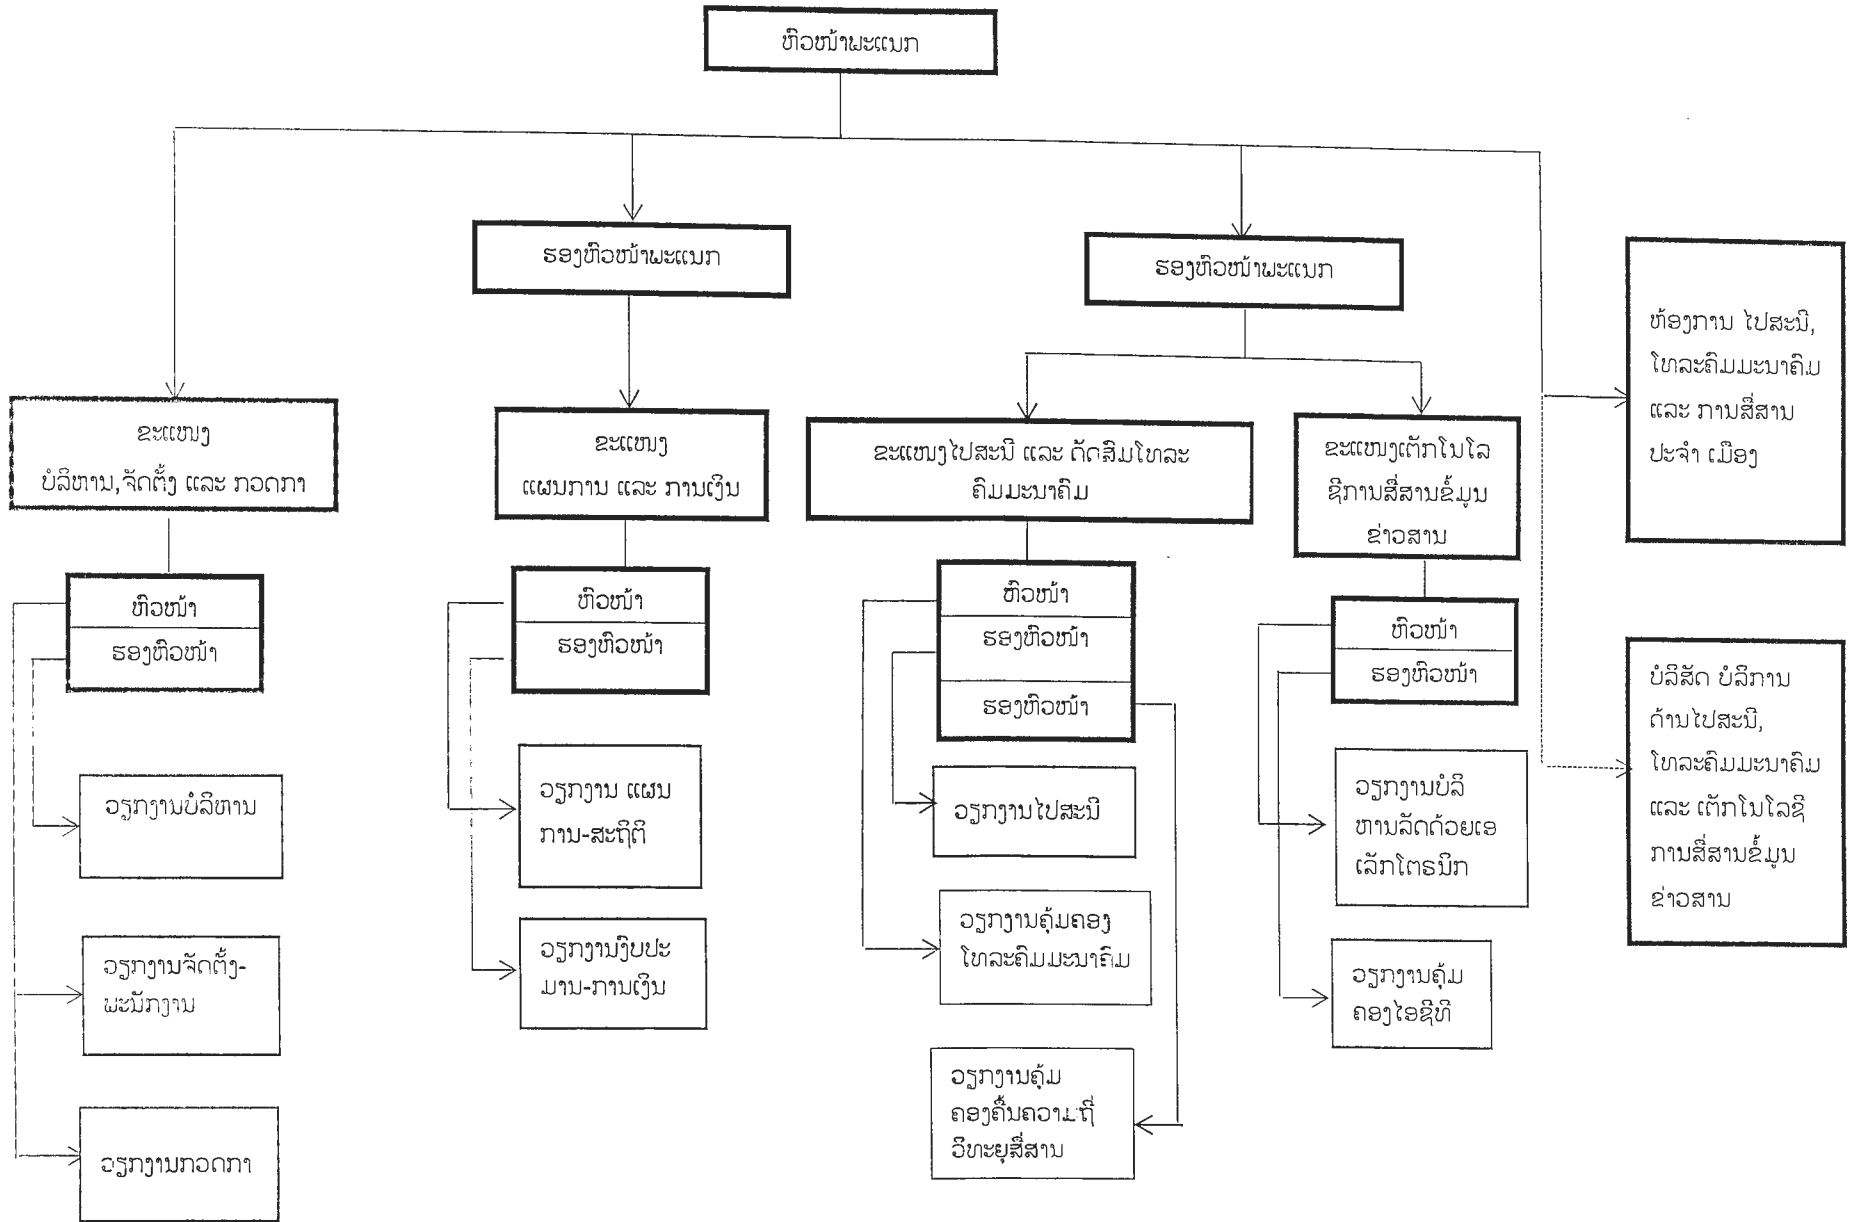 ຫົວໜ້າພະແນກ
ຮອງຫົວໜ້າພະແນກ
ຮອງຫົວໜ້າພະແນກ
ຫ້ອງການ ໄປສະນີ,
ໂທລະຄົມມະນາຄົມ
ແລະ ການສື່ສານ
ປະຈຳ ເມືອງ
ຂະແໜງ
ບໍລິຫານ,ຈັດຕັ້ງ ແລະ ກວດກາ
ຂະແໜງ
ແຜນການ ແລະ ການເງິນ
ຂະແໜງໄປສະນີ ແລະ ດັດສົມໂທລະ
ຄົມມະນາຄົມ
ຂະແໜງເຕັກໂນໂລ
ຊີການສື່ສານຂໍ້ມູນ
ຂ່າວສານ
ຫົວໜ້າ
ຮອງຫົວໜ້າ
ຫົວໜ້າ
ຮອງຫົວໜ້າ
ຫົວໜ້າ
ຮອງຫົວໜ້າ
ຮອງຫົວໜ້າ
ຫົວໜ້າ
ຮອງຫົວໜ້າ
ບໍລິສັດ ບໍລິການ
ດ້ານໄປສະນີ,
ໂທລະຄົມມະນາຄົມ
ແລະ ເຕັກໂນໂລຊີ
ການສື່ສານຂໍ້ມູນ
ຂ່າວສານ
ວຽກງານບໍລິຫານ
ວຽກງານ ແຜນ
ການ-ສະຖິຕິ
ວຽກງານໄປສະນີ
ວຽກງານບໍລິ
ຫານລັດດ້ວຍເອ
ເລັກໂຕຣນິກ
ວຽກງານຈັດຕັ້ງ-
ພະນັກງານ
ວຽກງານງົບປະ
ມານ-ການເງິນ
ວຽກງານຄຸ້ມຄອງ
ໂທລະຄົມມະນາຄົມ
ວຽກງານຄຸ້ມ
ຄອງໄອຊີທີ
ວຽກງານກວດກາ
ວຽກງານຄຸ້ມ
ຄອງຄື້ນຄວາມຖີ່
ວິທະຍຸສື່ສານ